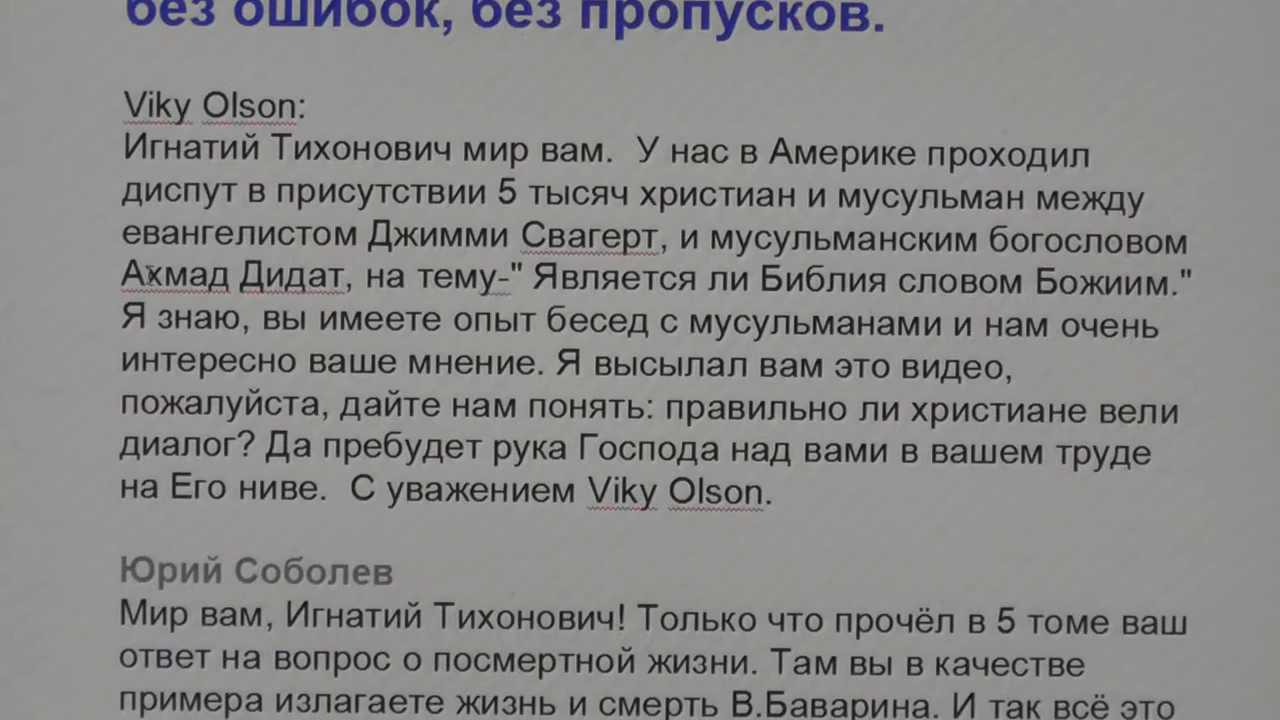 без ошибок, без пропусков.
Viky Olson:
Игнатий Тихонович мир вам.  У нас в Америке проходил
диспут в присутствии 5 тысяч христиан и мусульман между
евангелистом Джимми Свагерт, и мусульманским богословом
Ахмад Дидат, на тему-" Является ли Библия словом Божиим."
Я знаю, вы имеете опыт бесед с мусульманами и нам очень
интересно ваше мнение. Я высылал вам это видео,
пожалуйста, дайте нам понять: правильно ли христиане вели
диалог? Да пребудет рука Господа над вами в вашем труде
на Его ниве.  С уважением Viky Olson.
Юрий Соболев
Мир вам, Игнатий Тихонович! Только что прочёл в 5 томе ваш
ответ на вопрос о посмертной жизни. Там вы в качестве
примера излагаете жизнь и смерть В.Баварина. И так всё это